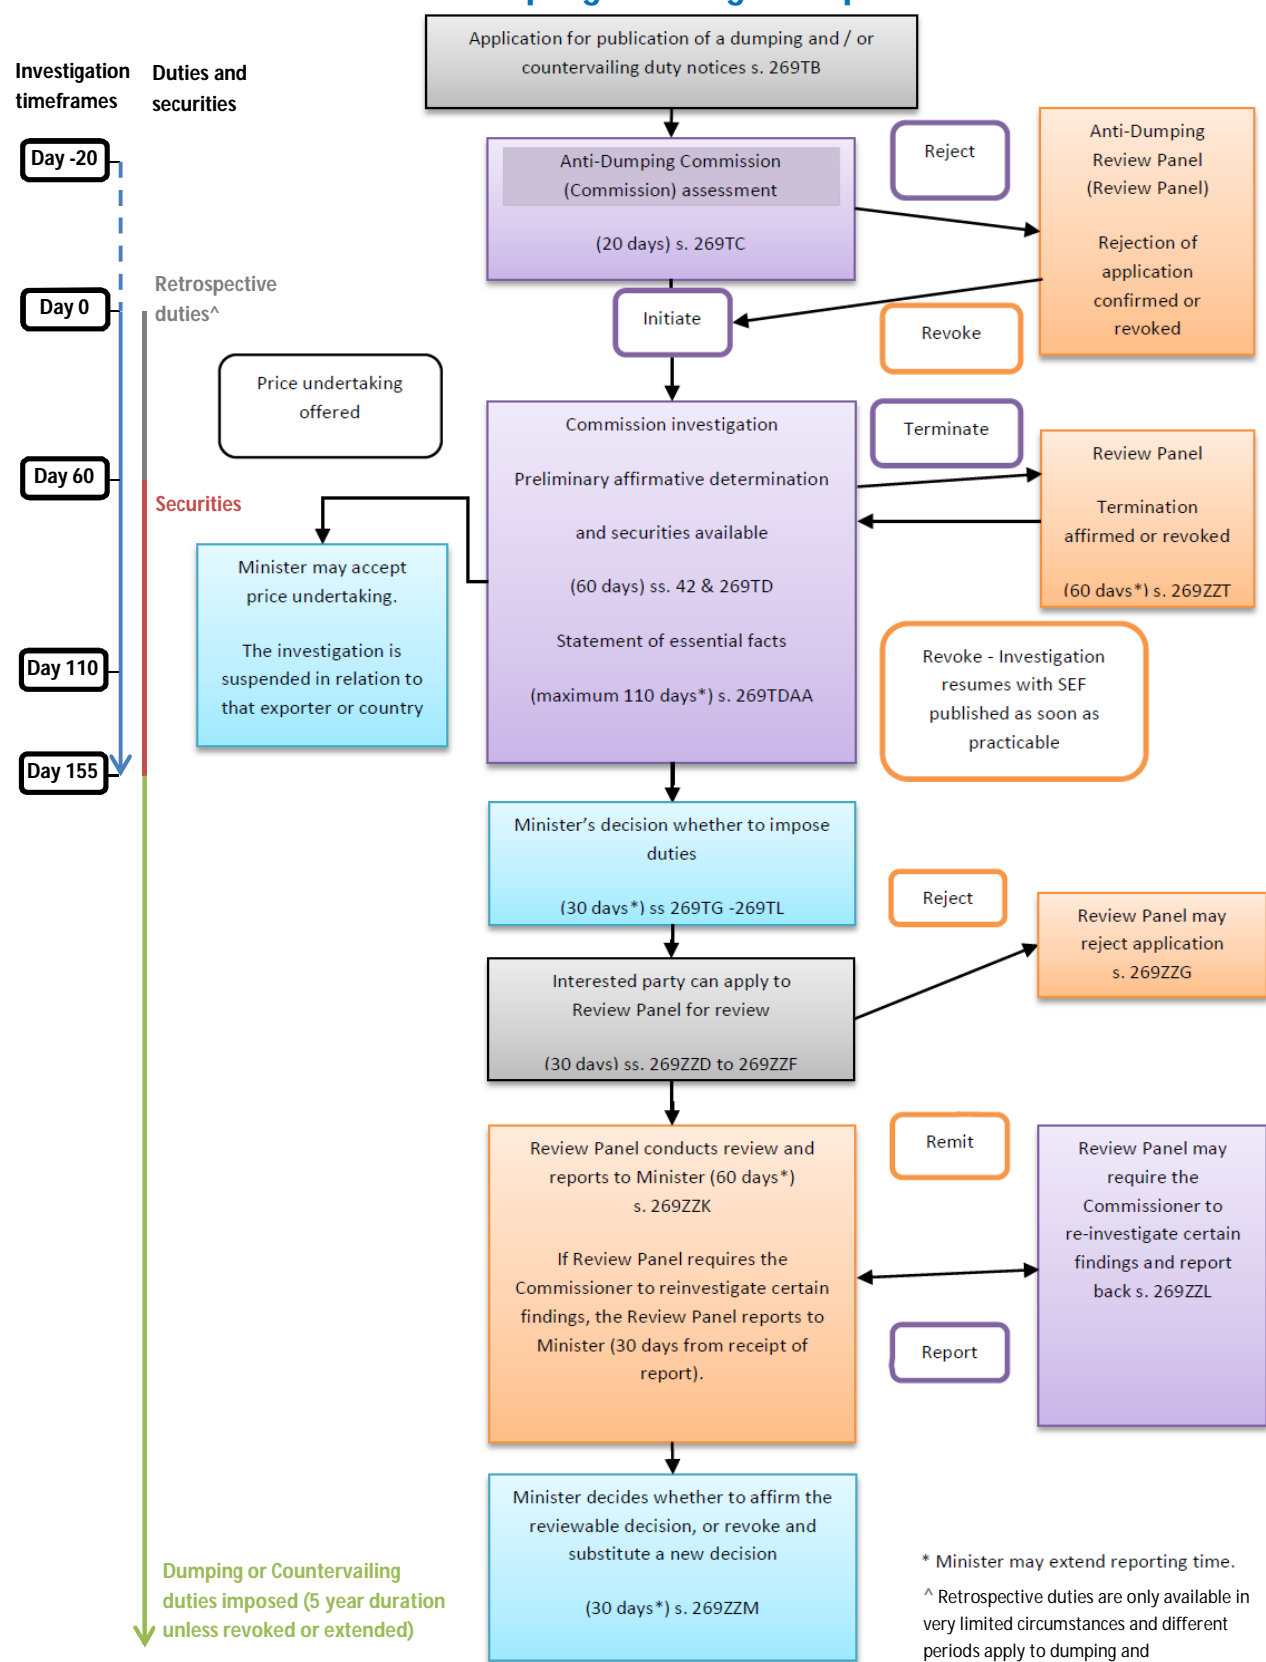 Application for publication of a dumping and / or
countervailing duty notices s. 269TB
Investigation
timeframes
Duties and
securities
Day -20
Anti-Dumping Commission
(Commission) assessment
(20 days) s. 269TC
Reject
Anti-Dumping
Review Panel
(Review Panel)
Rejection of
application
confirmed or
revoked
Day 0
Retrospective
duties^
Initiate
Revoke
Price undertaking
offered
Commission investigation
Preliminary affirmative determination
and securities available
(60 days) ss. 42 & 269TD
Statement of essential facts
(maximum 110 days*) s. 269TDAA
Terminate
Review Panel
Termination
affirmed or revoked
(60 days*) s. 269ZZT
Day 60
Securities
Minister may accept
price undertaking.
The investigation is
suspended in relation to
that exporter or country
Revoke - Investigation
resumes with SEF
published as soon as
practicable
Day 110
Day 155
Minister's decision whether to impose
duties
(30 days*) ss 269TG -269TL
Reject
Review Panel may
reject application
s. 269ZZG
Interested party can apply to
Review Panel for review
(30 days) ss. 269ZZD to 269ZZF
Review Panel conducts review and
reports to Minister (60 days*)
s. 269ZZK
If Review Panel requires the
Commissioner to reinvestigate certain
findings, the Review Panel reports to
Minister (30 days from receipt of
report).
Remit
Review Panel may
require the
Commissioner to
re-investigate certain
findings and report
back s. 269ZZL
Report
Minister decides whether to affirm the
reviewable decision, or revoke and
substitute a new decision
(30 days*) s. 269ZZM
Dumping or Countervailing
duties imposed (5 year duration
unless revoked or extended)
* Minister may extend reporting time.
^ Retrospective duties are only available in
very limited circumstances and different
periods apply to dumping and